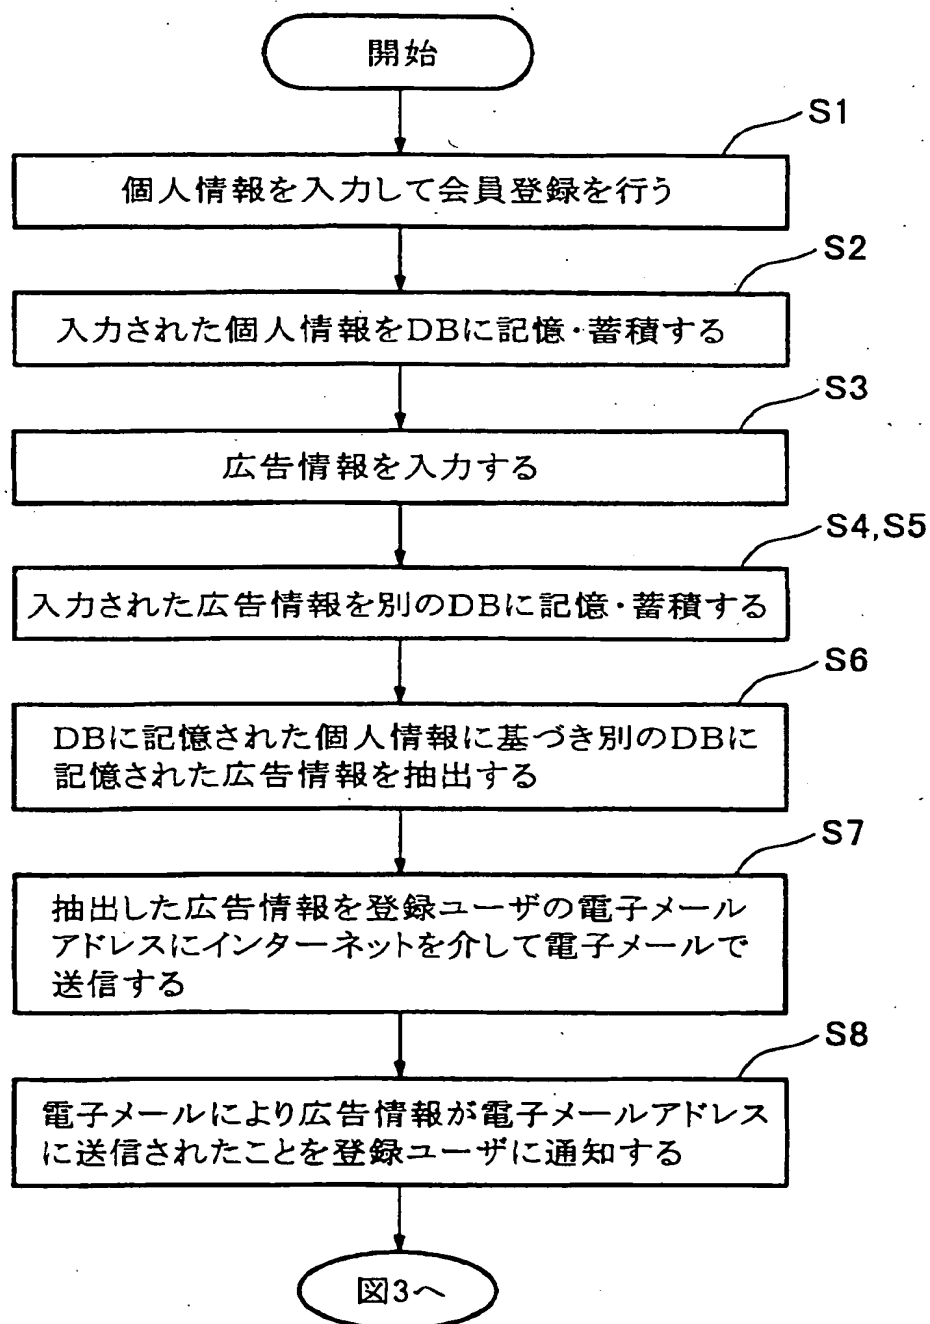 開始
S1
個人情報を入力して会員登録を行う
S2
入力された個人情報をDBに記憶・蓄積する
S3
広告情報を入力する
S4,S5
入力された広告情報を別のDBに記憶・蓄積する
S6
DBに記憶された個人情報に基づき別のDBに
記憶された広告情報を抽出する
S7
抽出した広告情報を登録ユーザの電子メール
アドレスにインターネットを介して電子メールで
送信する
S8
電子メールにより広告情報が電子メールアドレス
に送信されたことを登録ユーザに通知する
図3へ